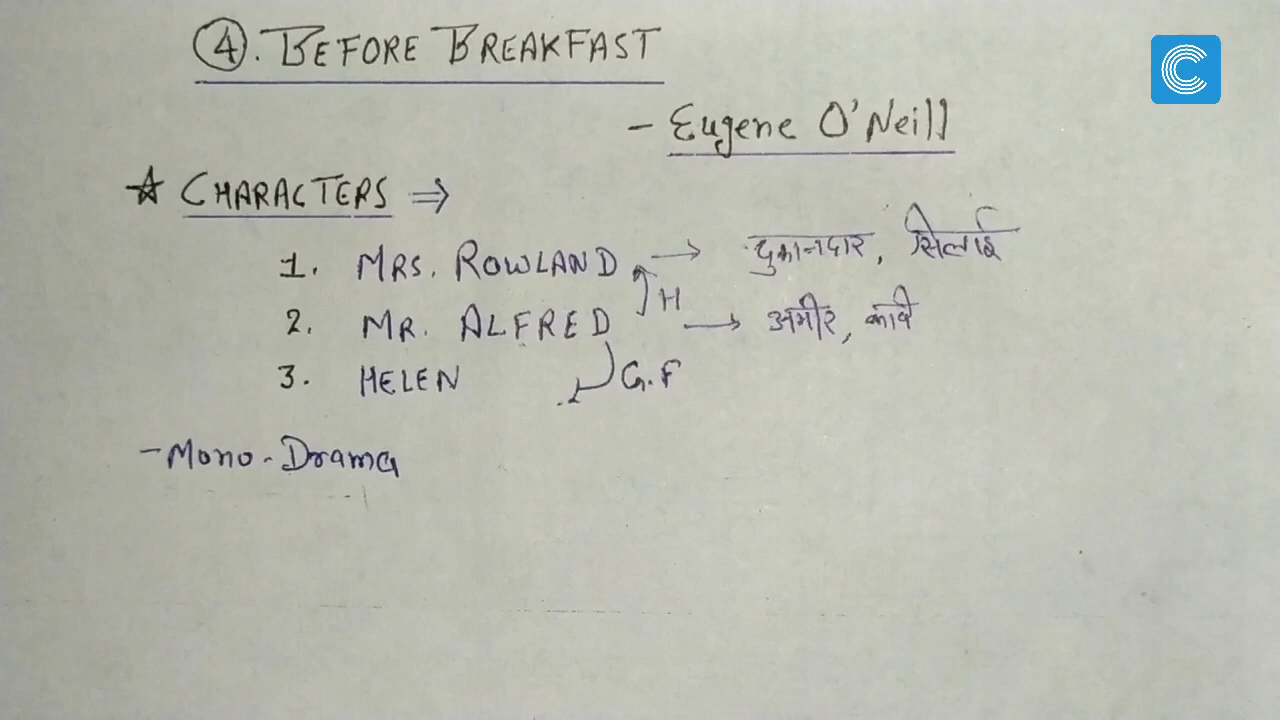 4. BEFORE BREAKFAST
- Eugene O'Neill
☆ CHARACTERS ⇒
1. MRS. ROWLAND → दुकानदार, सिलाई
2. MR. ALFRED H → अमीर, कवि
3. HELEN G.F
- Mono-Drama